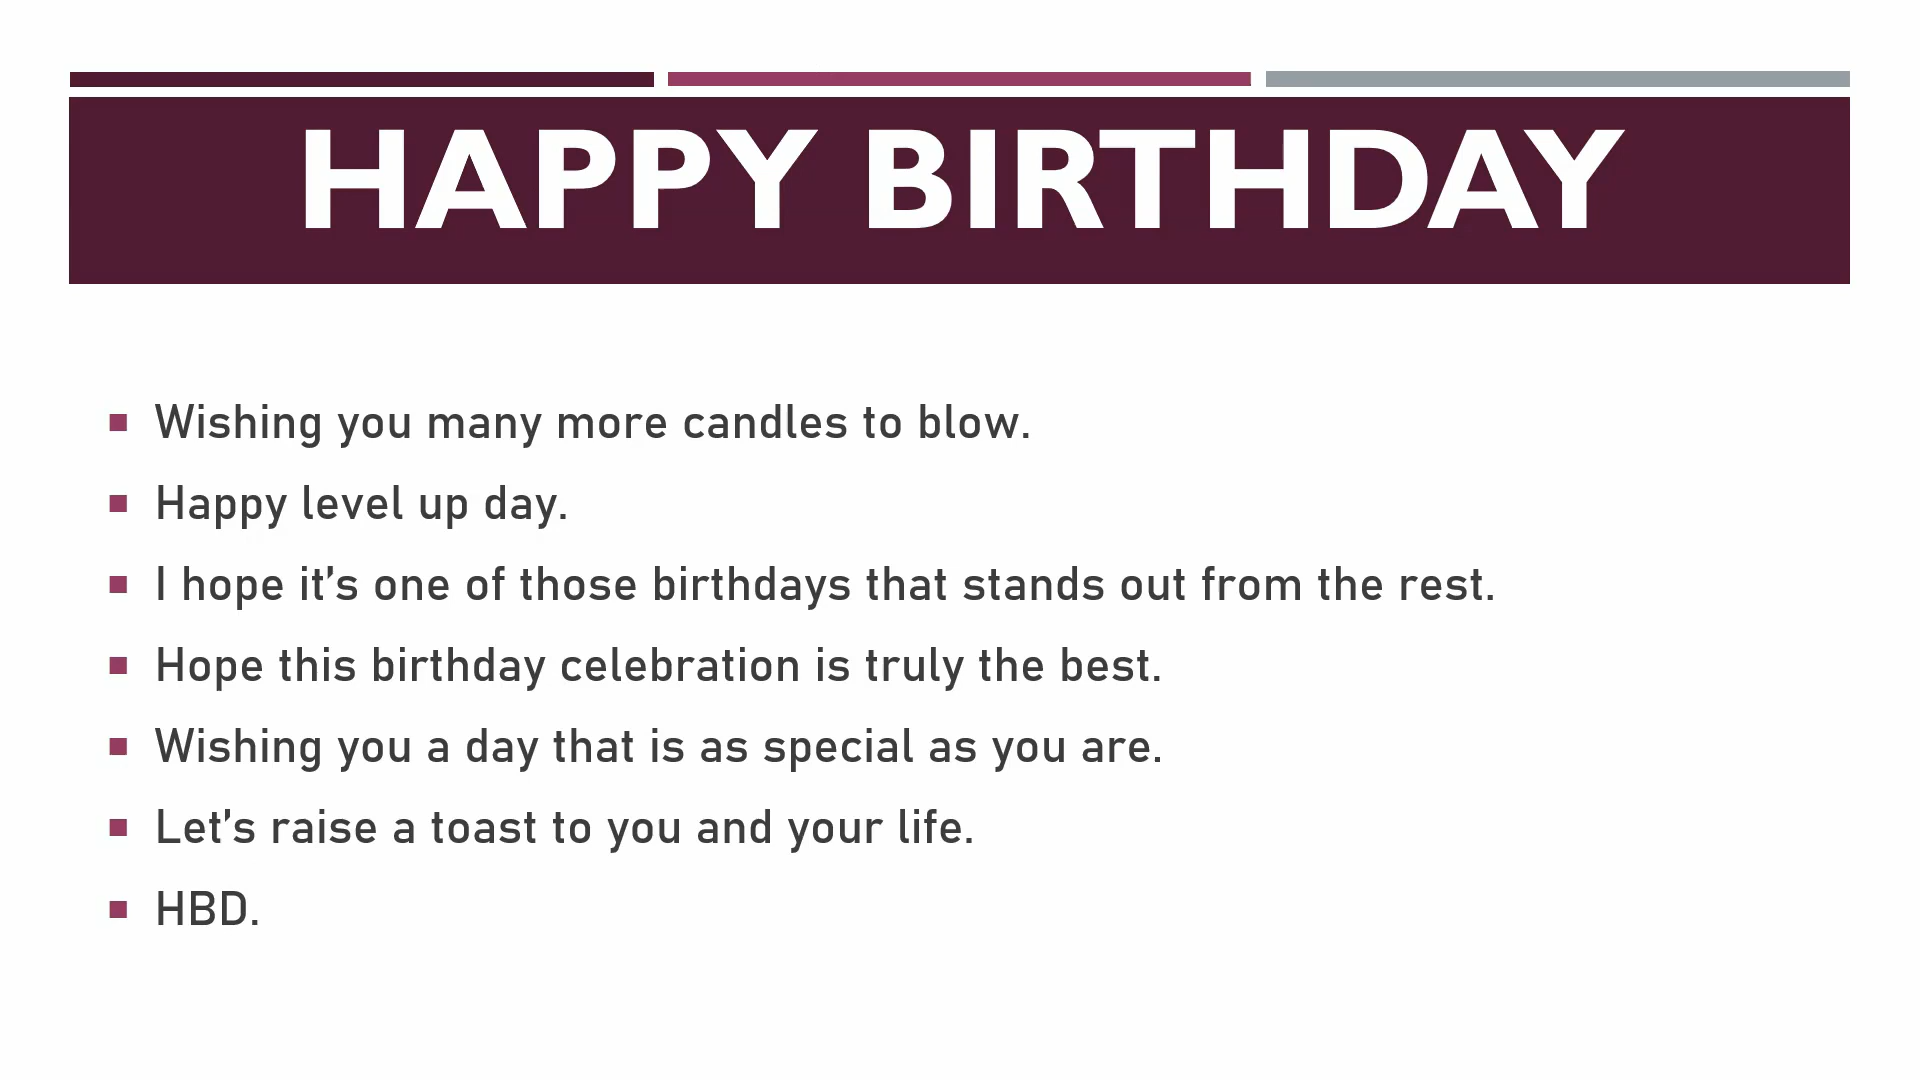 HAPPY BIRTHDAY
Wishing you many more candles to blow.
Happy level up day.
I hope it's one of those birthdays that stands out from the rest.
Hope this birthday celebration is truly the best.
Wishing you a day that is as special as you are.
Let's raise a toast to you and your life.
HBD.